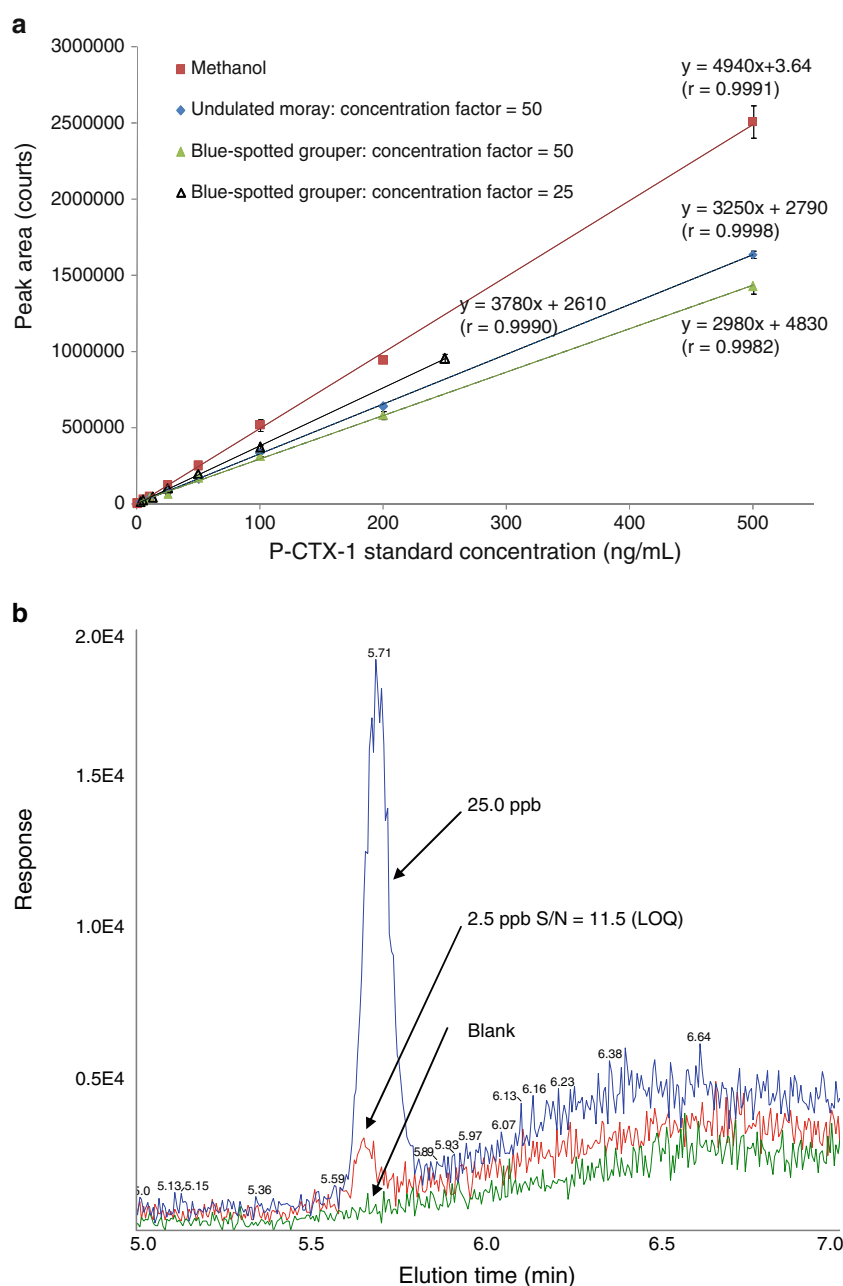 a
3000000
2500000
2000000
1500000
1000000
500000
0
Peak area (courts)
Methanol
Undulated moray: concentration factor = 50
Blue-spotted grouper: concentration factor = 50
Blue-spotted grouper: concentration factor = 25
y = 4940x+3.64
(r = 0.9991)
y = 3250x + 2790
(r = 0.9998)
y = 3780x + 2610
(r = 0.9990)
y = 2980x + 4830
(r = 0.9982)
0 100 200 300 400 500
P-CTX-1 standard concentration (ng/mL)
b
2.0E4
1.5E4
1.0E4
0.5E4
Response
5.71
25.0 ppb
2.5 ppb S/N = 11.5 (LOQ)
Blank
5.0
5.13,5.15
5.36
5.59
5.89
5.93
5.97
6.07
6.13
6.16
6.23
6.38
6.64
5.0 5.5 6.0 6.5 7.0
Elution time (min)